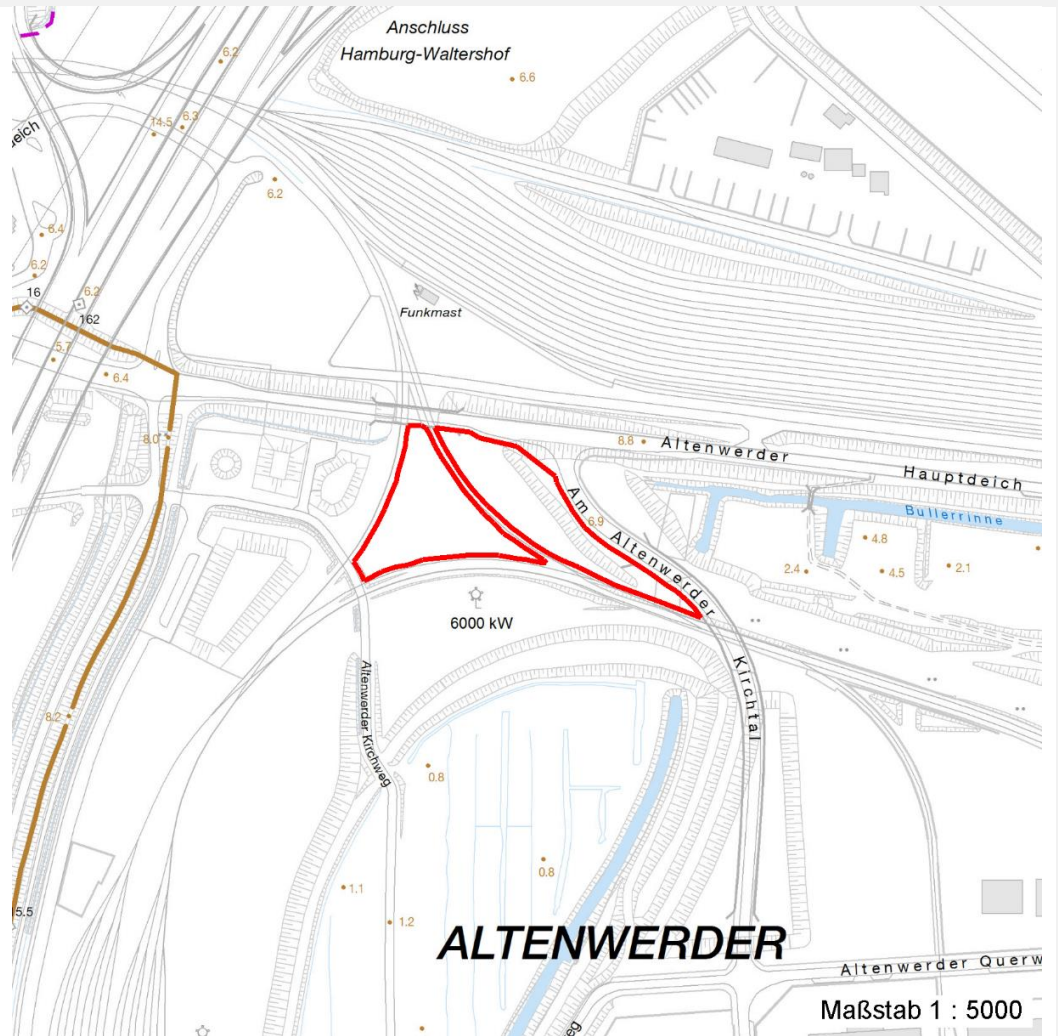 Anschluss
Hamburg-Waltershof
6.2
6.6
14.5
6.3
eich
6.2
6.4
6.2
16
6.2
162
Funkmast
5.7
6.4
8.0
8.8
Altenwerder
Hauptdeich
Bullerrinne
Am Altenwerder Kirchtal
6.9
4.8
2.4
4.5
2.1
6000 kW
Altenwerder Kirchweg
8.2
0.8
0.8
1.1
1.2
5.5
ALTENWERDER
Altenwerder Querw
eg
Maßstab 1 : 5000